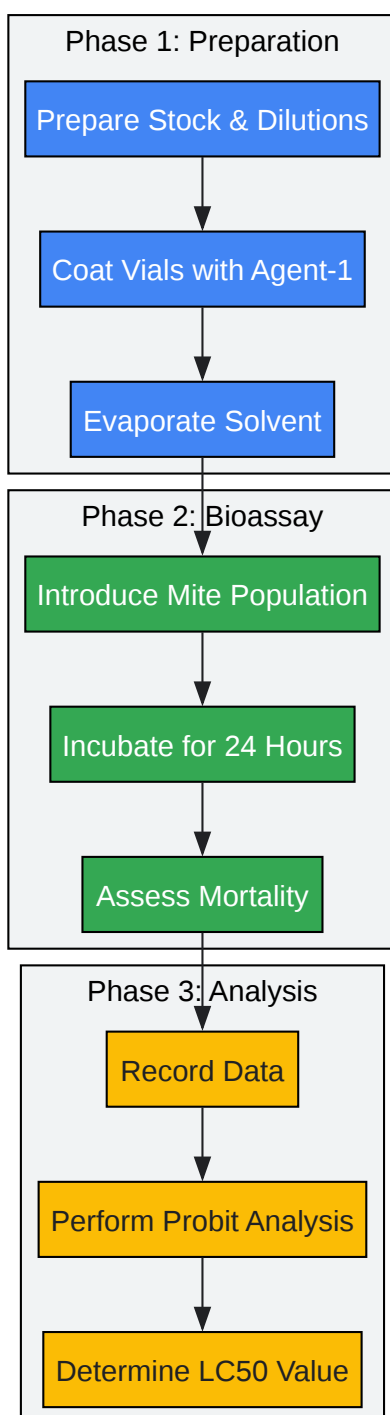 Phase 1: Preparation
Prepare Stock & Dilutions
Coat Vials with Agent-1
Evaporate Solvent
Phase 2: Bioassay
Introduce Mite Population
Incubate for 24 Hours
Assess Mortality
Phase 3: Analysis
Record Data
Perform Probit Analysis
Determine LC50 Value